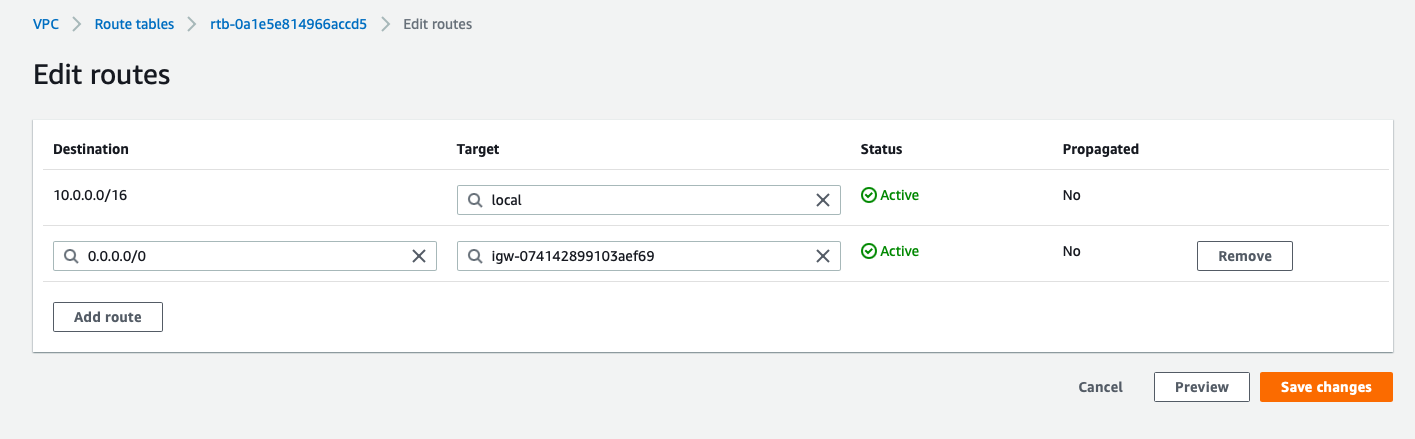 VPC Route tables rtb-0a1e5e814966accd5 Edit routes
Edit routes
Destination Target Status Propagated
10.0.0.0/16 local Active No
0.0.0.0/0 igw-074142899103aef69 Active No Remove
Add route
Cancel Preview Save changes